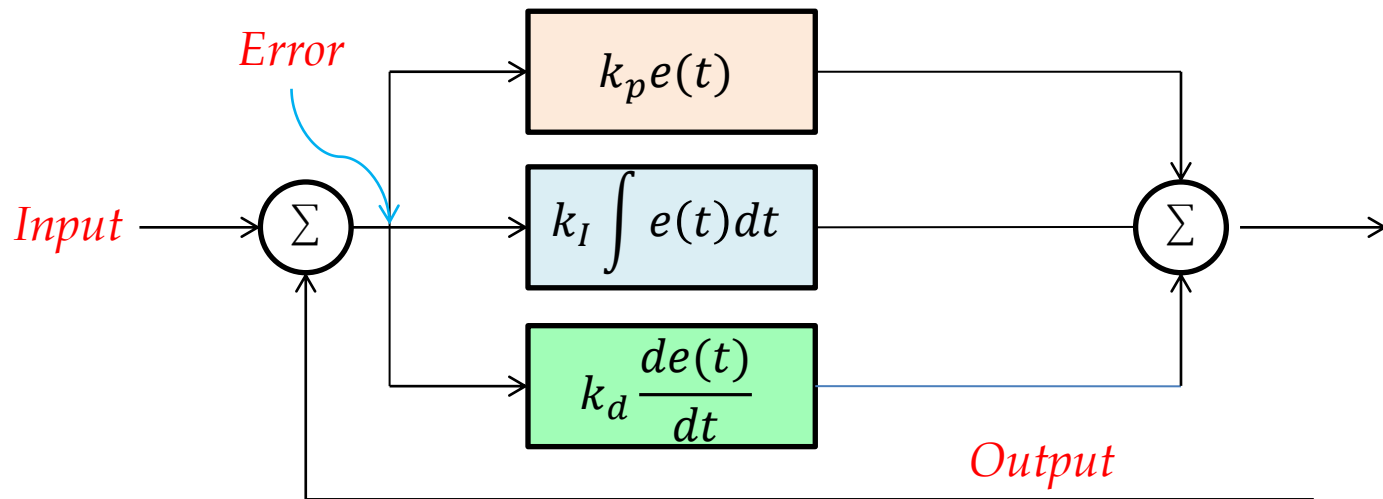 Error
k_p e(t)
Input
Σ
k_I ∫ e(t)dt
Σ
k_d de(t)/dt
Output